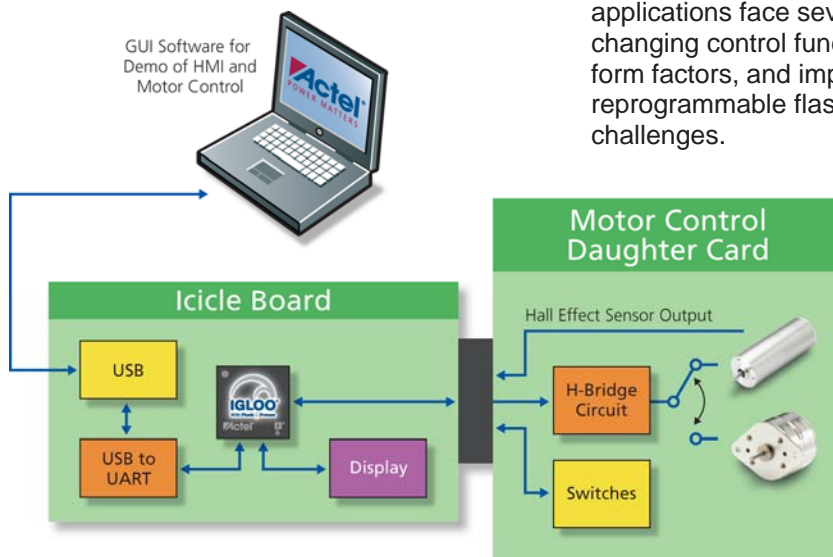 applications face sev
changing control func
form factors, and imp
reprogrammable flas
challenges.
GUI Software for
Demo of HMI and
Motor Control
Actel
POWER MATTERS
Motor Control
Daughter Card
Icicle Board
Hall Effect Sensor Output
USB
IGLOO
Actel
H-Bridge
Circuit
USB to
UART
Display
Switches